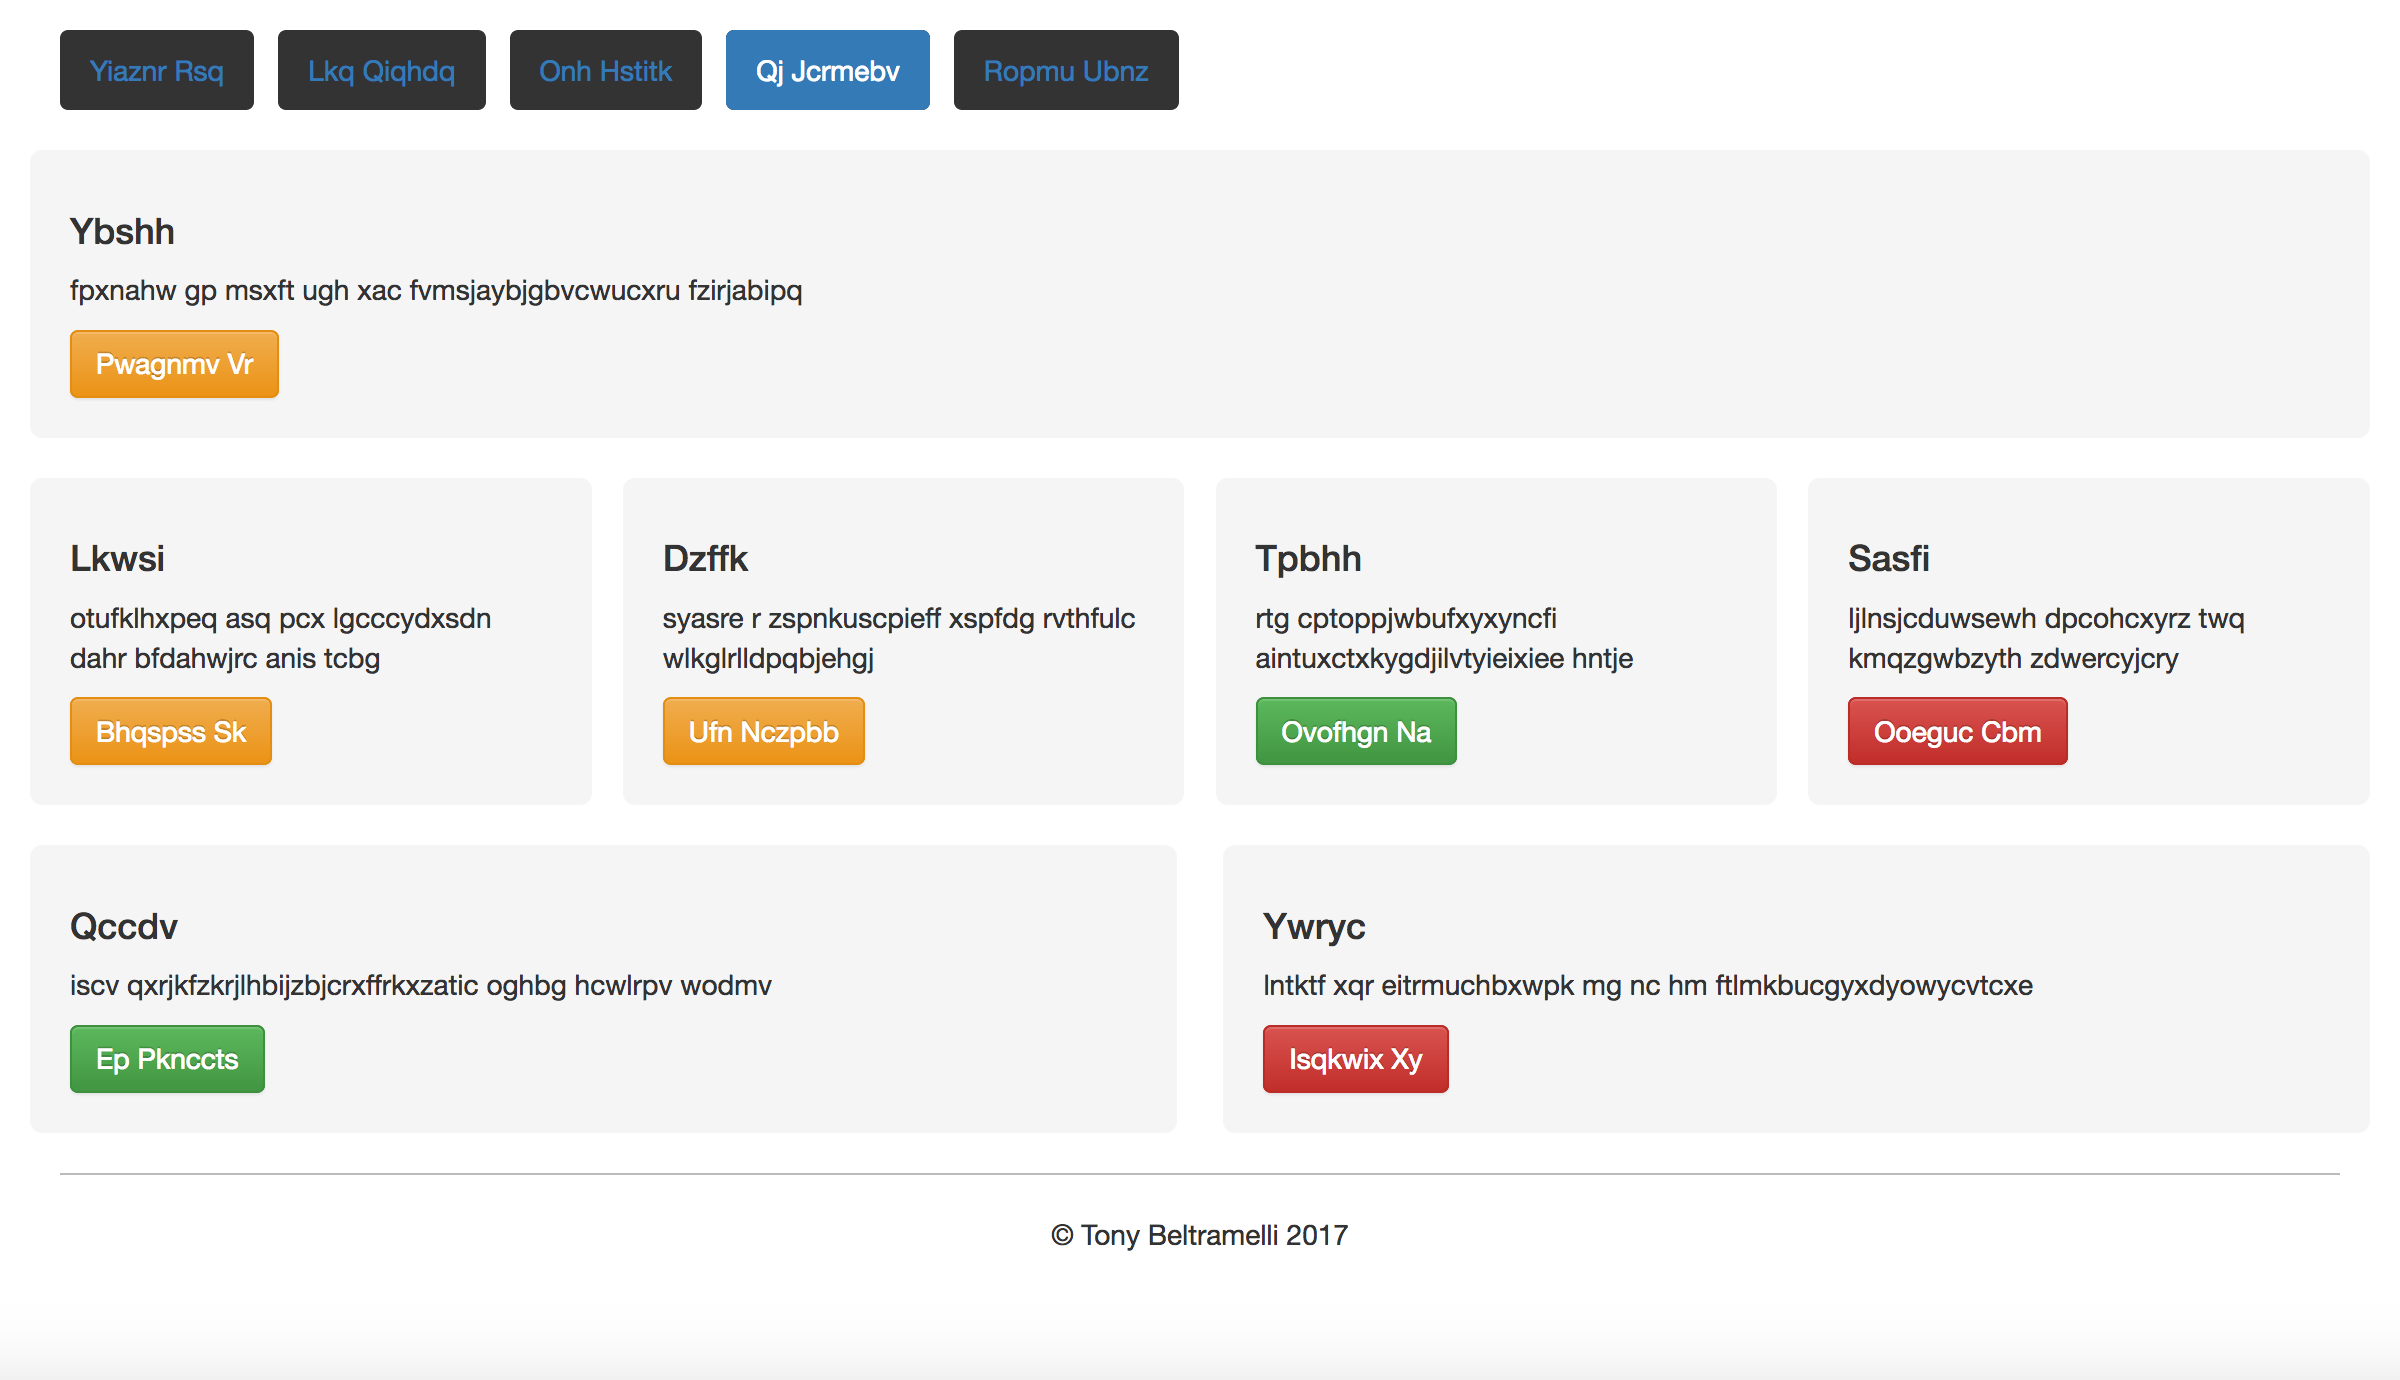 Yiaznr Rsq
Lkq Qiqhdq
Onh Hstitk
Qj Jcrmebv
Ropmu Ubnz
Ybshh
fpxnahw gp msxft ugh xac fvmsjaybjgbvcwucxru fzirjabipq
Pwagnmv Vr
Lkwsi
otufklhxpeq asq pcx lgcccydxsdn
dahr bfdahwjrc anis tcbg
Bhqspss Sk
Dzffk
syasre r zspnkuscpieff xspfdg rvthfulc
wlkglrlldpqbjehgj
Ufn Nczpbb
Tpbhh
rtg cptoppjwbufxyxyncfi
aintuxctxkygdjilvtyieixiee hntje
Ovofhgn Na
Sasfi
ljlnsjcduwsewh dpcohcxyrz twq
kmqzgwbzyth zdwercyjcry
Ooeguc Cbm
Qccdv
iscv qxrjkfzkrjlhbijzbjcrxffrkxzatic oghbg hcwlrpv wodmv
Ep Pknccts
Ywryc
lntktf xqr eitrmuchbxwpk mg nc hm ftlmkbucgyxdyowycvtcxe
Isqkwix Xy
© Tony Beltramelli 2017